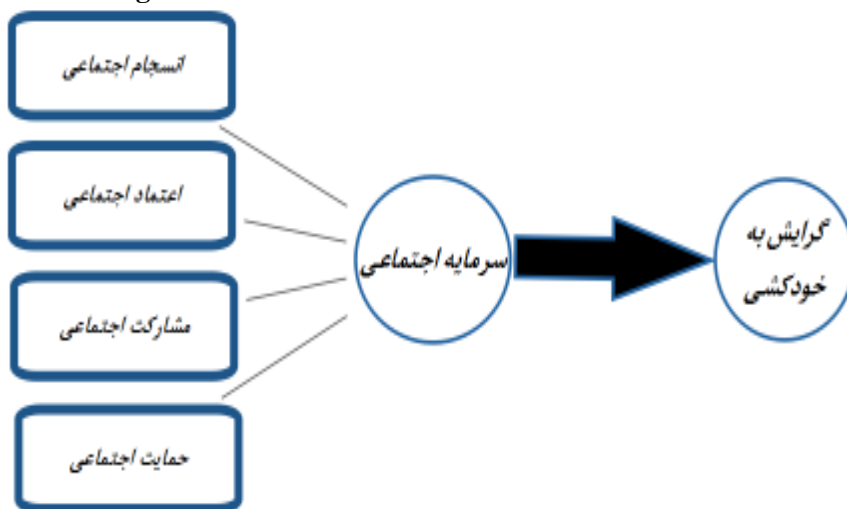 انسجام اجتماعی
اعتماد اجتماعی
مشارکت اجتماعی
حمایت اجتماعی
سرمایه اجتماعی
گرایش به
خودکشی